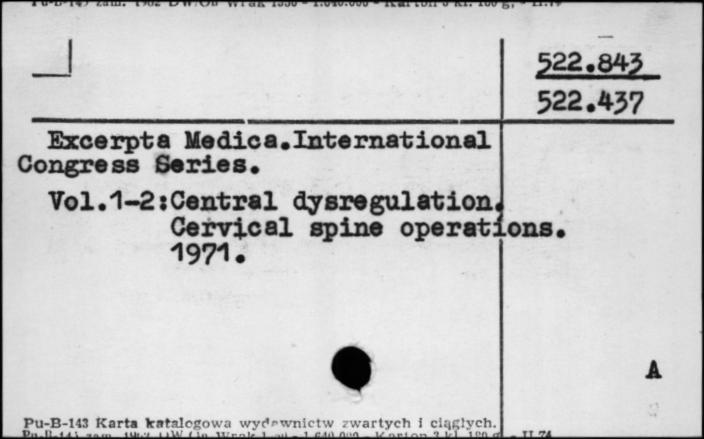 522.843
522.437
Excerpta Medica.International
Congress Series.
Vol.1-2:Central dysregulation.
Cervical spine operations.
1971.
A
Pu-B-143 Karta katalogowa wydawnictw zwartych i ciągłych.